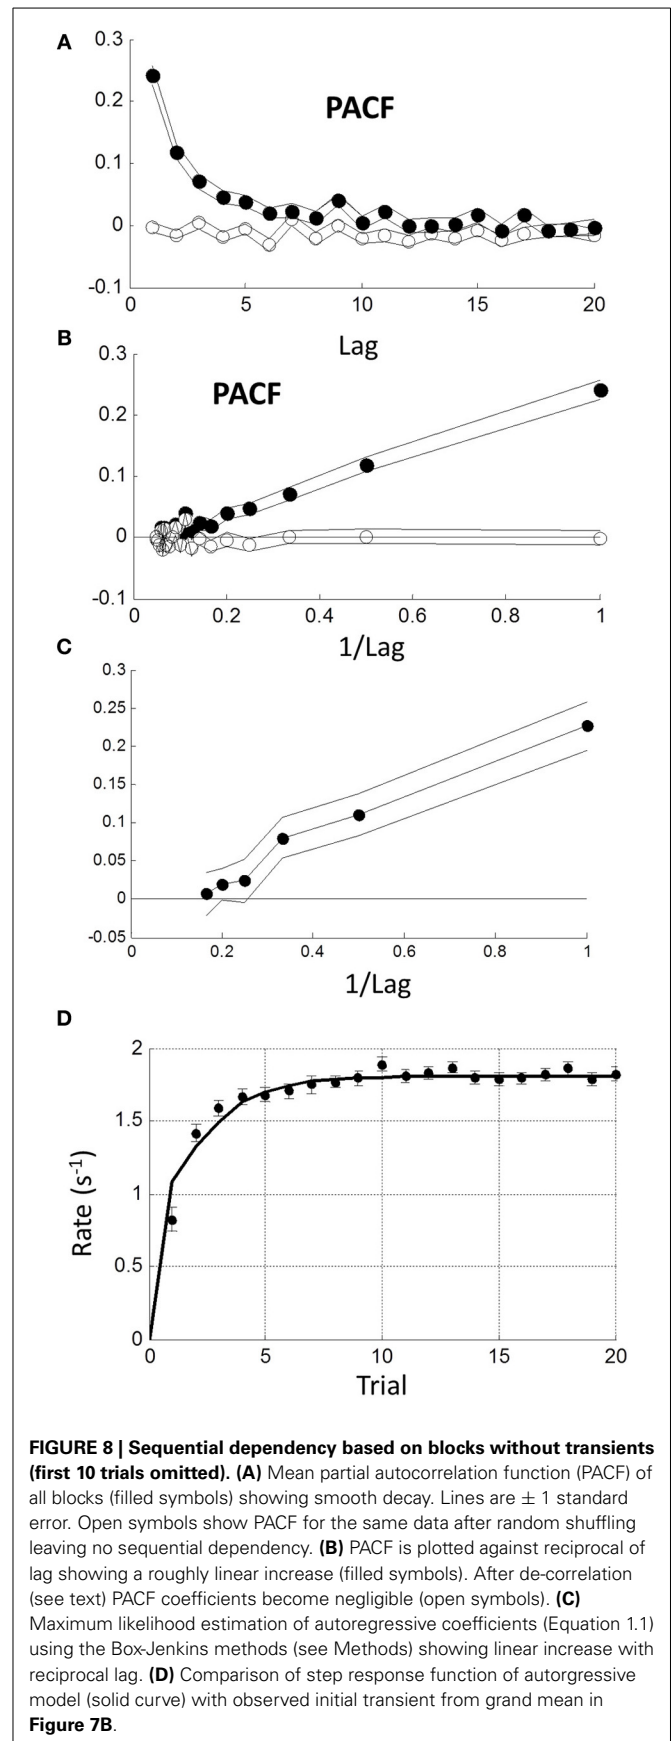 A
0.3
0.2
0.1
0
-0.1
PACF
0 5 10 15 20
Lag
B
0.3
0.2
0.1
0
-0.1
PACF
0 0.2 0.4 0.6 0.8 1
1/Lag
C
0.3
0.25
0.2
0.15
0.1
0.05
0
-0.05
0.2 0.4 0.6 0.8 1
1/Lag
D
2
1.5
1
0.5
0
Rate (s-1)
0 5 10 15 20
Trial
FIGURE 8 | Sequential dependency based on blocks without transients
(first 10 trials omitted). (A) Mean partial autocorrelation function (PACF) of
all blocks (filled symbols) showing smooth decay. Lines are ± 1 standard
error. Open symbols show PACF for the same data after random shuffling
leaving no sequential dependency. (B) PACF is plotted against reciprocal of
lag showing a roughly linear increase (filled symbols). After de-correlation
(see text) PACF coefficients become negligible (open symbols). (C)
Maximum likelihood estimation of autoregressive coefficients (Equation 1.1)
using the Box-Jenkins methods (see Methods) showing linear increase with
reciprocal lag. (D) Comparison of step response function of autorgressive
model (solid curve) with observed initial transient from grand mean in
Figure 7B.